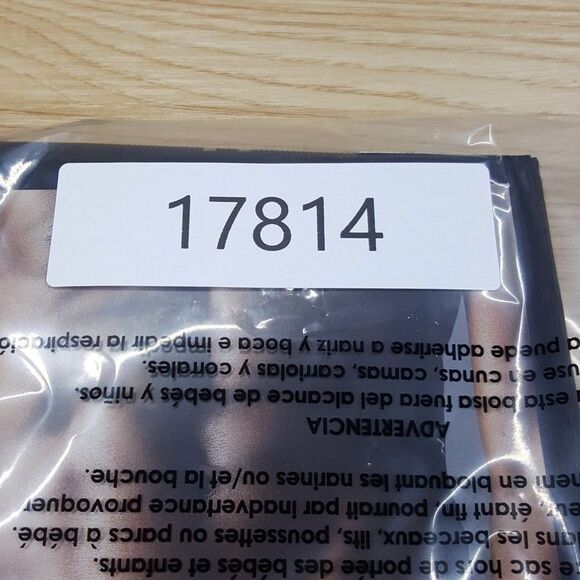 17814
sac hors de portée des bébés et enfants.
dans les berceaux, lits, poussettes ou parcs à bébé.
étant fin, pourrait par inadvertance provoquer
en bloquant les narines ou/et la bouche.
ADVERTENCIA
esta bolsa fuera del alcance de bebés y niños.
use en cunas, camas, carriolas y corrales.
puede adherirse a nariz y boca e impedir la